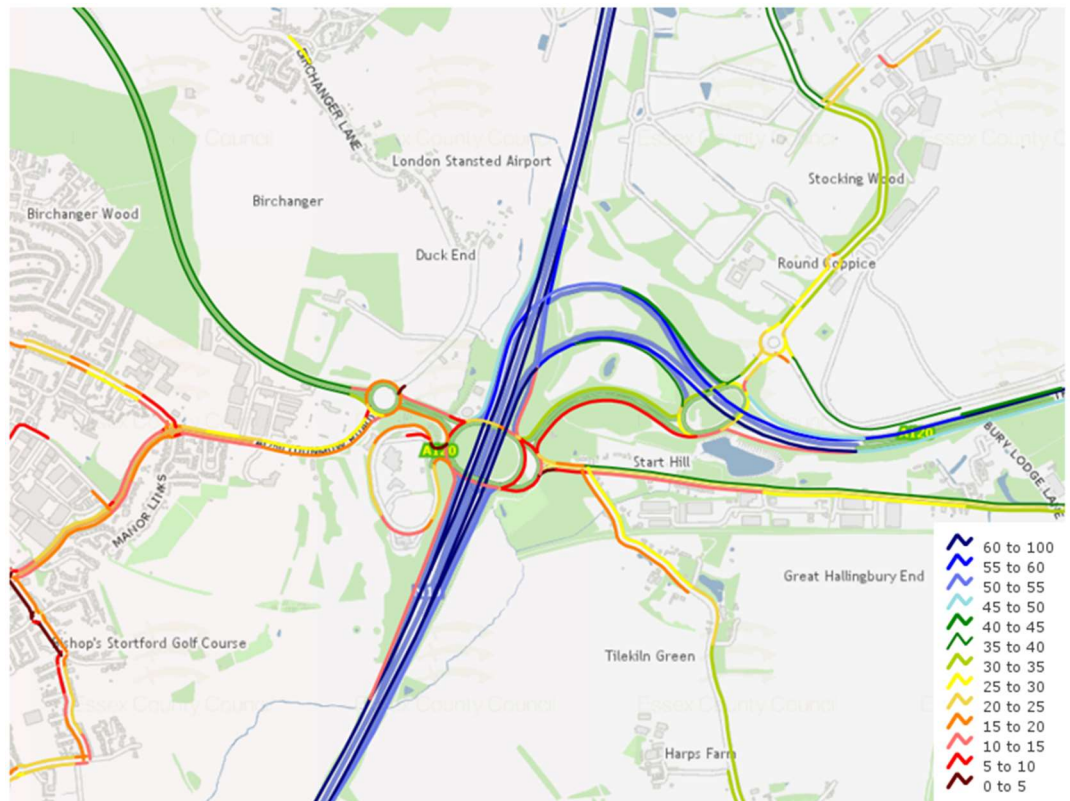 BIRCHANGER LANE
London Stansted Airport
Stocking Wood
Birchanger Wood
Birchanger
Duck End
Round Coppice
A120
A120
Start Hill
BURY LODGE LANE
MANOR LINKS
Great Hallingbury End
Bishop's Stortford Golf Course
Tilekiln Green
Harps Farm
60 to 100
55 to 60
50 to 55
45 to 50
40 to 45
35 to 40
30 to 35
25 to 30
20 to 25
15 to 20
10 to 15
5 to 10
0 to 5
Essex County Council